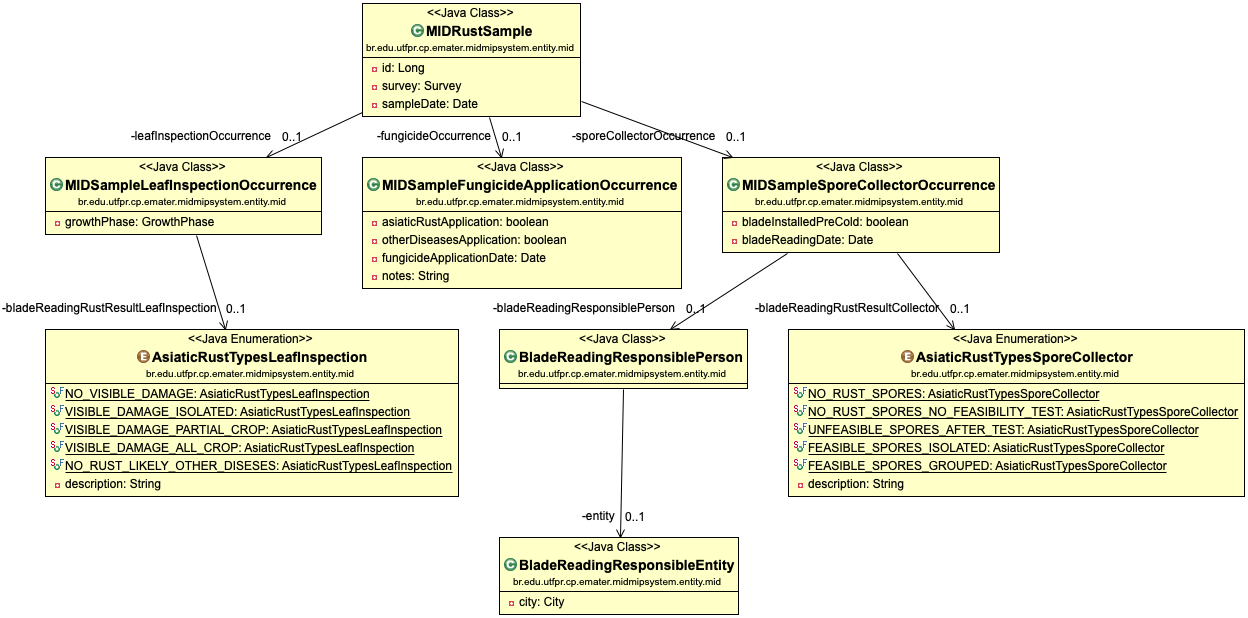 <<Java Class>>
MIDRustSample
br.edu.utfpr.cp.emater.midmipsystem.entity.mid
id: Long
survey: Survey
sampleDate: Date
-leafInspectionOccurrence 0..1
-fungicideOccurrence 0..1
-sporeCollectorOccurrence 0..1
<<Java Class>>
MIDSampleLeafInspectionOccurrence
br.edu.utfpr.cp.emater.midmipsystem.entity.mid
growthPhase: GrowthPhase
<<Java Class>>
MIDSampleFungicideApplicationOccurrence
br.edu.utfpr.cp.emater.midmipsystem.entity.mid
asiaticRustApplication: boolean
otherDiseasesApplication: boolean
fungicideApplicationDate: Date
notes: String
<<Java Class>>
MIDSampleSporeCollectorOccurrence
br.edu.utfpr.cp.emater.midmipsystem.entity.mid
bladeInstalledPreCold: boolean
bladeReadingDate: Date
-bladeReadingRustResultLeafInspection 0..1
-bladeReadingResponsiblePerson 0..1
-bladeReadingRustResultCollector 0..1
<<Java Enumeration>>
AsiaticRustTypesLeafInspection
br.edu.utfpr.cp.emater.midmipsystem.entity.mid
NO_VISIBLE_DAMAGE: AsiaticRustTypesLeafInspection
VISIBLE_DAMAGE_ISOLATED: AsiaticRustTypesLeafInspection
VISIBLE_DAMAGE_PARTIAL_CROP: AsiaticRustTypesLeafInspection
VISIBLE_DAMAGE_ALL_CROP: AsiaticRustTypesLeafInspection
NO_RUST_LIKELY_OTHER_DISESES: AsiaticRustTypesLeafInspection
description: String
<<Java Class>>
BladeReadingResponsiblePerson
br.edu.utfpr.cp.emater.midmipsystem.entity.mid
<<Java Enumeration>>
AsiaticRustTypesSporeCollector
br.edu.utfpr.cp.emater.midmipsystem.entity.mid
NO_RUST_SPORES: AsiaticRustTypesSporeCollector
NO_RUST_SPORES_NO_FEASIBILITY_TEST: AsiaticRustTypesSporeCollector
UNFEASIBLE_SPORES_AFTER_TEST: AsiaticRustTypesSporeCollector
FEASIBLE_SPORES_ISOLATED: AsiaticRustTypesSporeCollector
FEASIBLE_SPORES_GROUPED: AsiaticRustTypesSporeCollector
description: String
-entity 0..1
<<Java Class>>
BladeReadingResponsibleEntity
br.edu.utfpr.cp.emater.midmipsystem.entity.mid
city: City